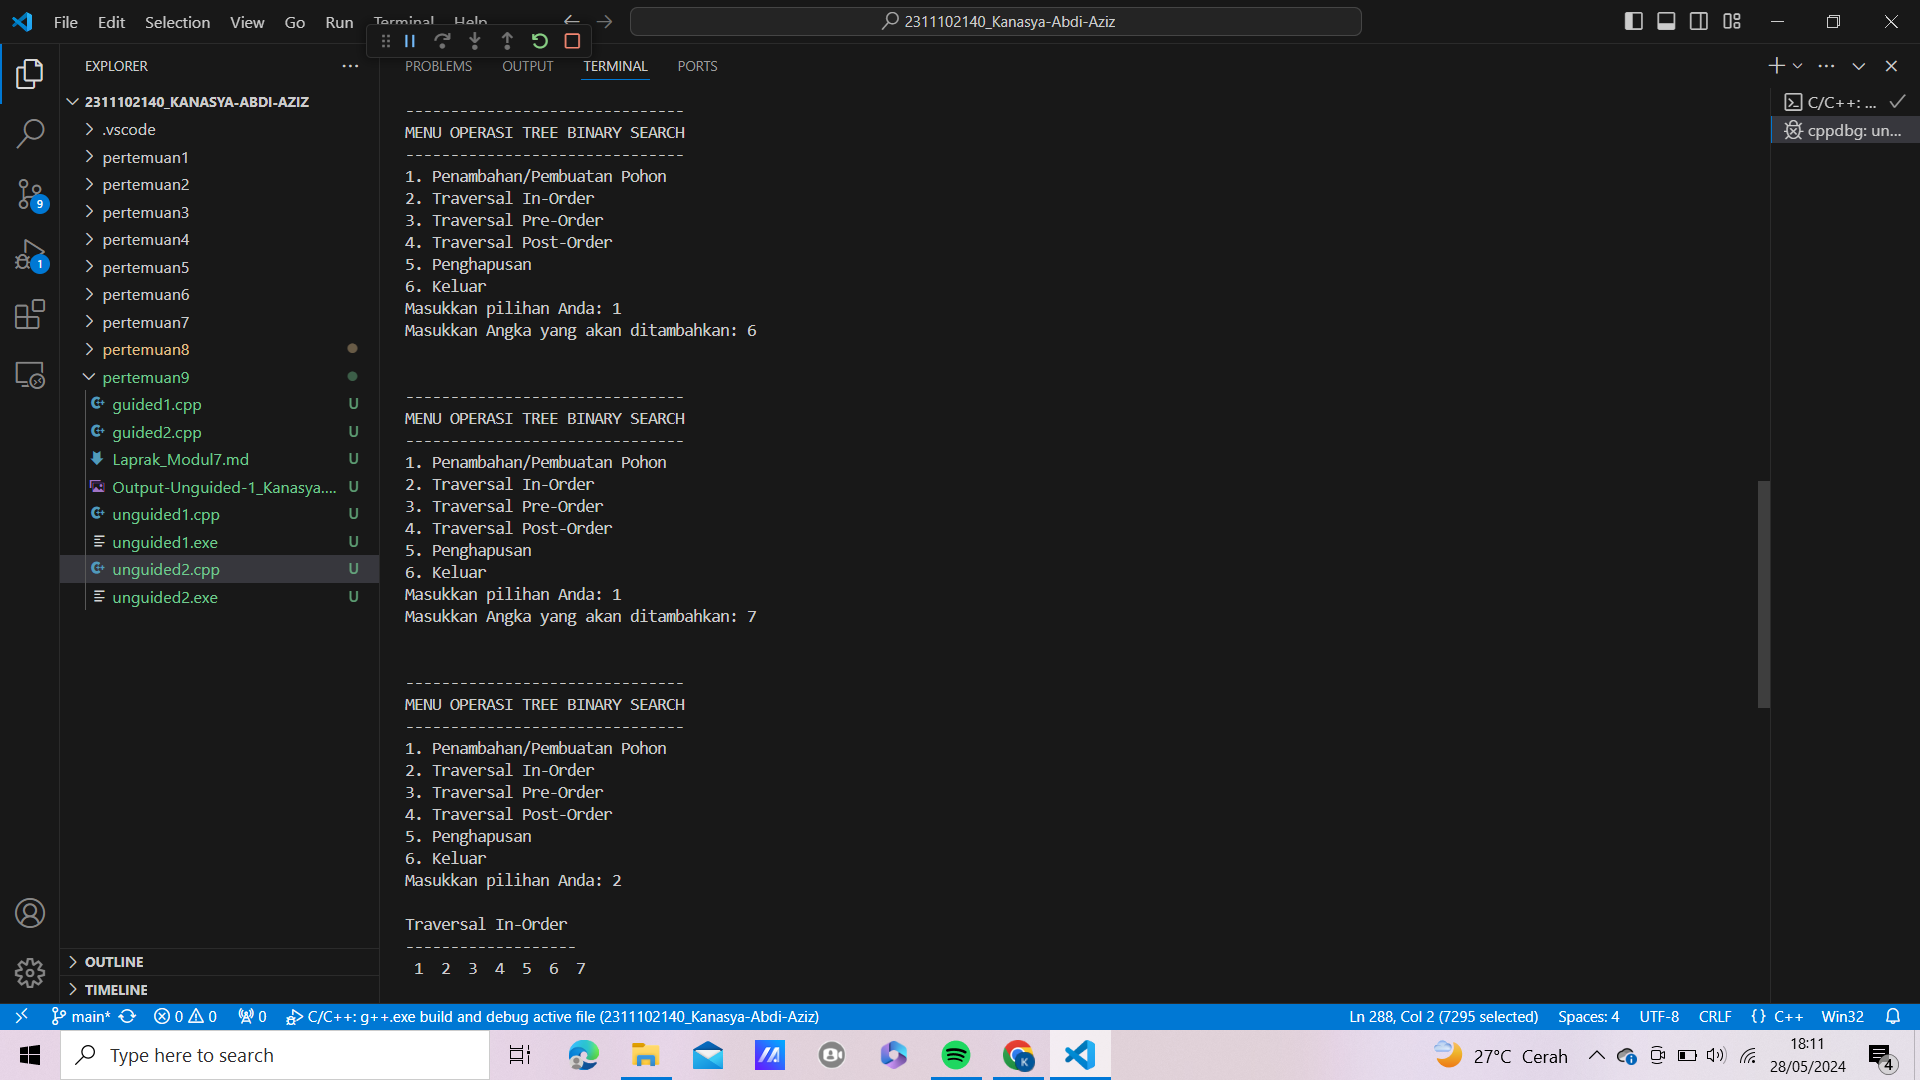 File Edit Selection View Go Run Terminal Help
2311102140_Kanasya-Abdi-Aziz
EXPLORER
2311102140_KANASYA-ABDI-AZIZ
.vscode
pertemuan1
pertemuan2
pertemuan3
pertemuan4
pertemuan5
pertemuan6
pertemuan7
pertemuan8
pertemuan9
guided1.cpp U
guided2.cpp U
Laprak_Modul7.md U
Output-Unguided-1_Kanasya.... U
unguided1.cpp U
unguided1.exe U
unguided2.cpp U
unguided2.exe U
OUTLINE
TIMELINE
9
1
PROBLEMS OUTPUT TERMINAL PORTS
-------------------------------
MENU OPERASI TREE BINARY SEARCH
-------------------------------
1. Penambahan/Pembuatan Pohon
2. Traversal In-Order
3. Traversal Pre-Order
4. Traversal Post-Order
5. Penghapusan
6. Keluar
Masukkan pilihan Anda: 1
Masukkan Angka yang akan ditambahkan: 6
-------------------------------
MENU OPERASI TREE BINARY SEARCH
-------------------------------
1. Penambahan/Pembuatan Pohon
2. Traversal In-Order
3. Traversal Pre-Order
4. Traversal Post-Order
5. Penghapusan
6. Keluar
Masukkan pilihan Anda: 1
Masukkan Angka yang akan ditambahkan: 7
-------------------------------
MENU OPERASI TREE BINARY SEARCH
-------------------------------
1. Penambahan/Pembuatan Pohon
2. Traversal In-Order
3. Traversal Pre-Order
4. Traversal Post-Order
5. Penghapusan
6. Keluar
Masukkan pilihan Anda: 2
Traversal In-Order
-------------------
1 2 3 4 5 6 7
C/C++: ...
cppdbg: un...
main* 0 0 0 C/C++: g++.exe build and debug active file (2311102140_Kanasya-Abdi-Aziz) Ln 288, Col 2 (7295 selected) Spaces: 4 UTF-8 CRLF {} C++ Win32
Type here to search
27°C Cerah
18:11
28/05/2024
4